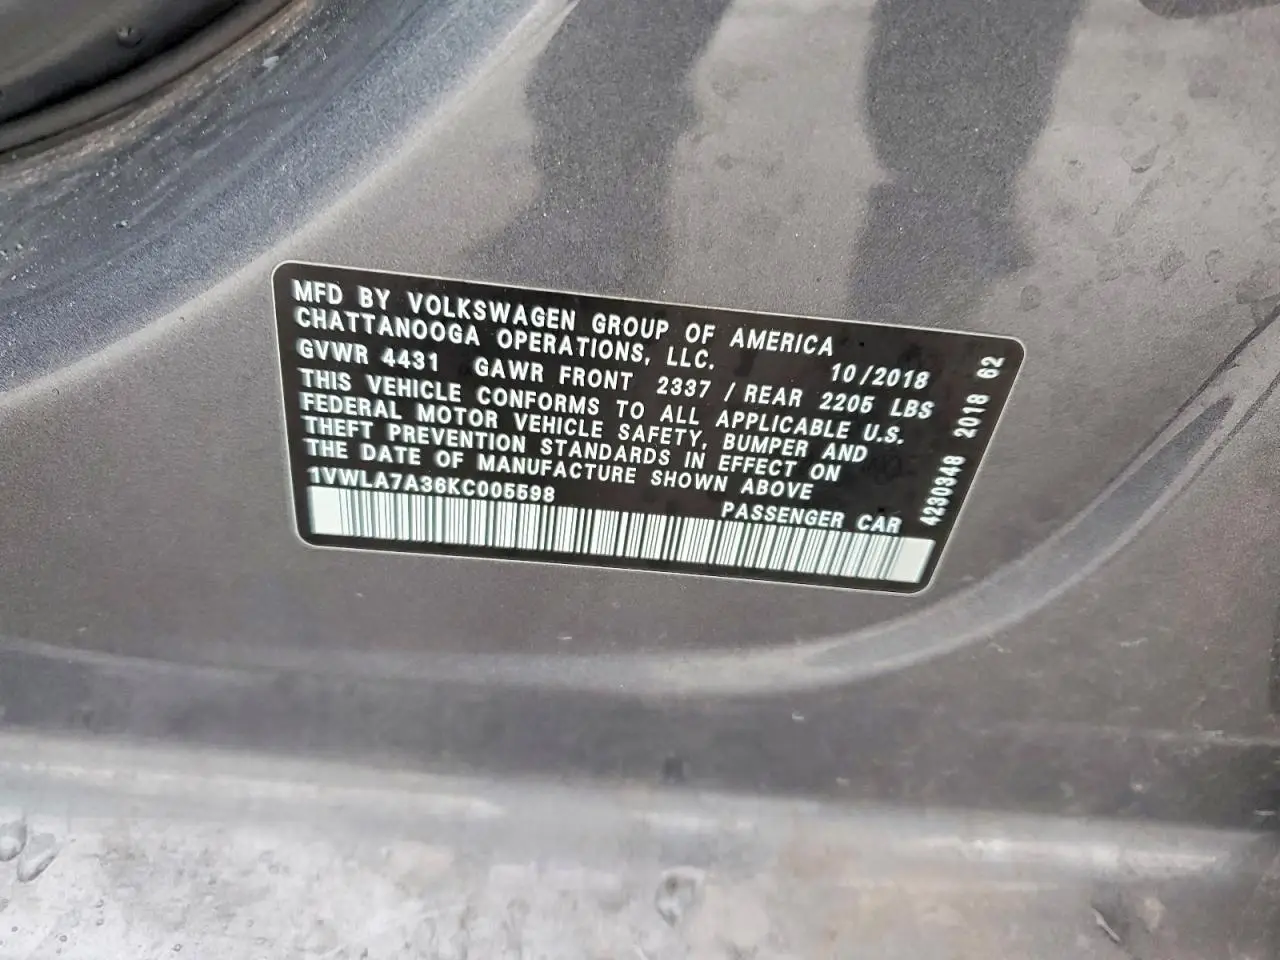 MFD BY VOLKSWAGEN GROUP OF AMERICA
CHATTANOOGA OPERATIONS, LLC. 10/2018
GVWR 4431 GAWR FRONT 2337 / REAR 2205 LBS
THIS VEHICLE CONFORMS TO ALL APPLICABLE U.S.
FEDERAL MOTOR VEHICLE SAFETY, BUMPER AND
THEFT PREVENTION STANDARDS IN EFFECT ON
THE DATE OF MANUFACTURE SHOWN ABOVE
1VWLA7A36KC005598 PASSENGER CAR
4230348 2018 62